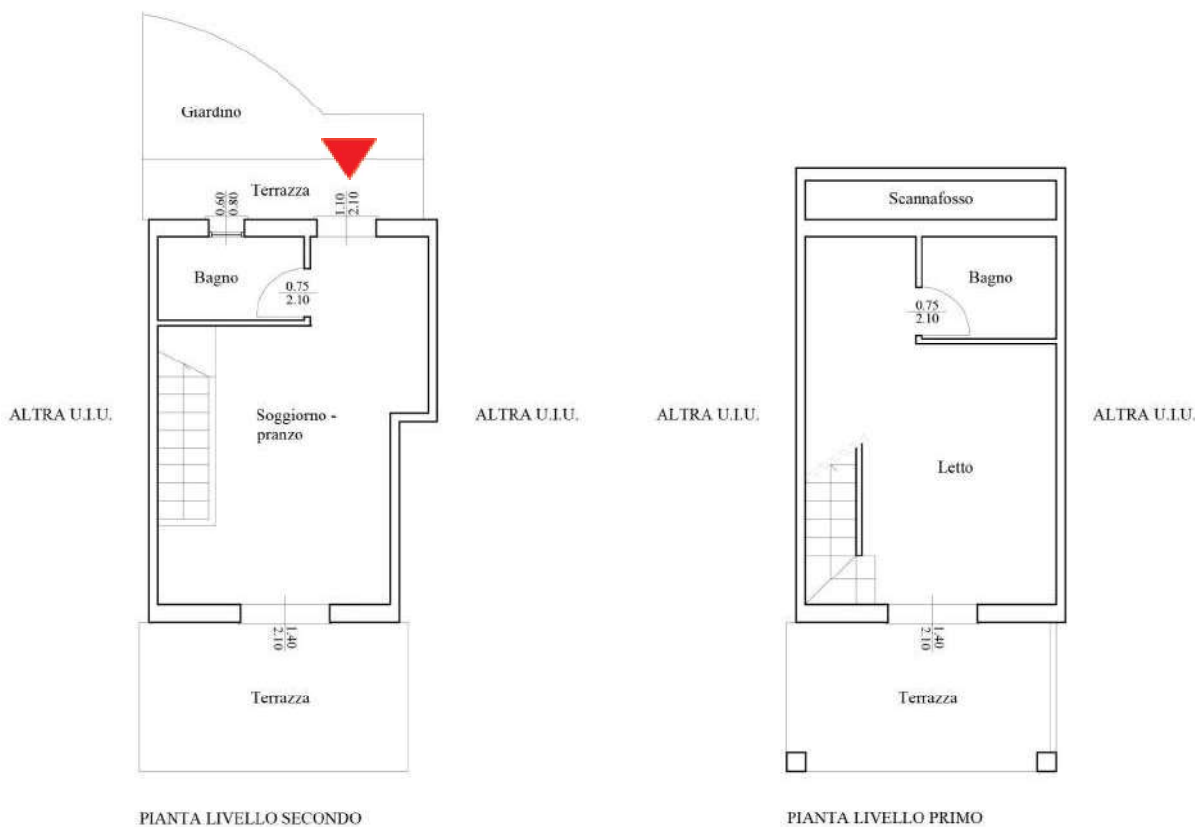 Giardino
Terrazza
0.60
0.80
1.10
2.10
Bagno
0.75
2.10
ALTRA U.I.U.
Soggiorno -
pranzo
ALTRA U.I.U.
1.40
2.10
Terrazza
PIANTA LIVELLO SECONDO
Scannafosso
Bagno
0.75
2.10
ALTRA U.I.U.
ALTRA U.I.U.
Letto
1.40
2.10
Terrazza
PIANTA LIVELLO PRIMO